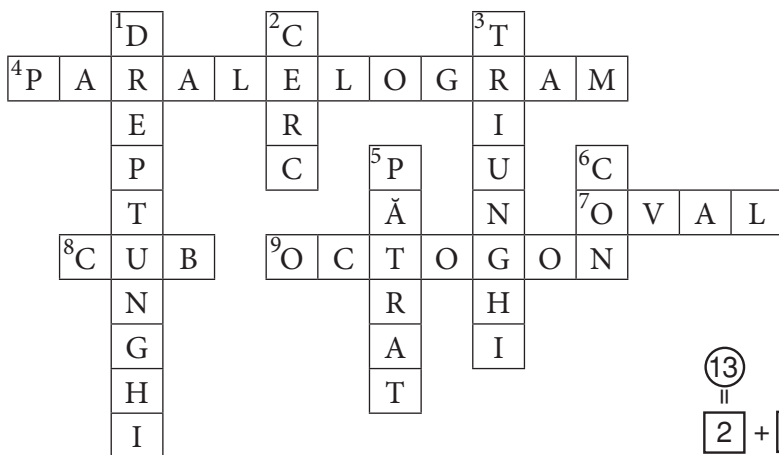 1D 2C 3T
4P A R A L E L O G R A M
E R I
P C 5P U 6C
T Ă N 7O V A L
8C U B 9O C T O G O N
N R H
G A I
H T
I
13
=
2 +